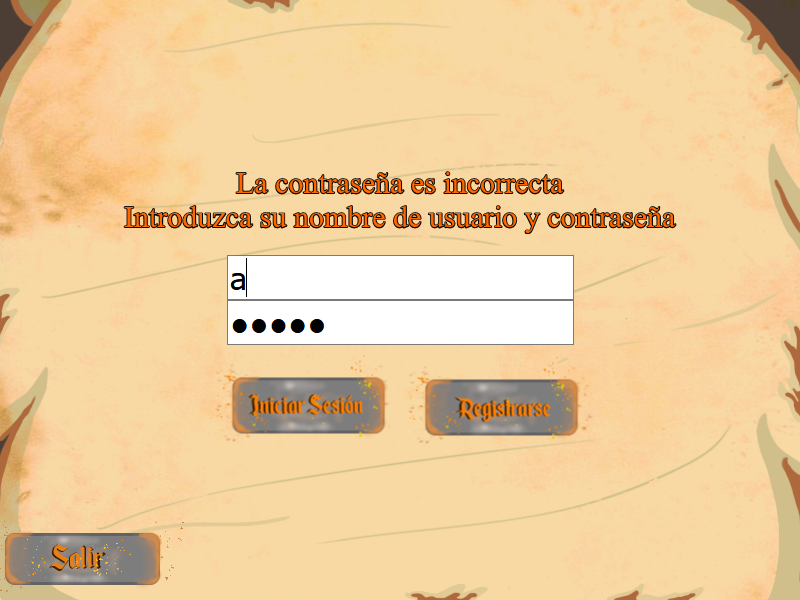 La contraseña es incorrecta
Introduzca su nombre de usuario y contraseña
a
●●●●●
Iniciar Sesión
Registrarse
Salir